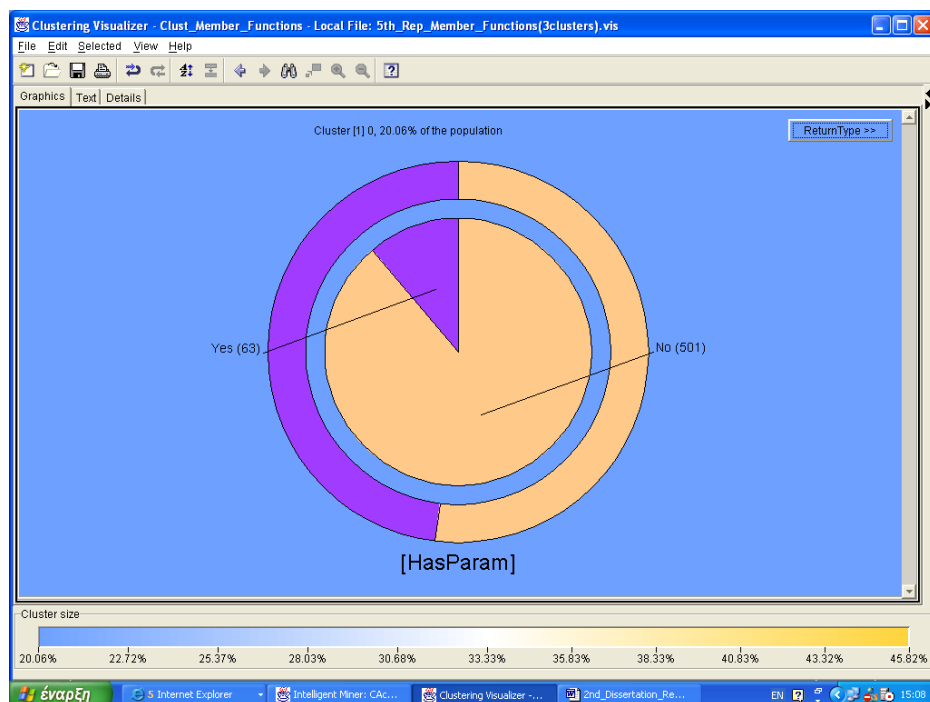 Clustering Visualizer - Clust_Member_Functions - Local File: 5th_Rep_Member_Functions(3clusters).vis
File Edit Selected View Help
Graphics Text Details
Cluster [1] 0, 20.06% of the population
ReturnType >>
Yes (63)
No (501)
[HasParam]
Cluster size
20.06% 22.72% 25.37% 28.03% 30.68% 33.33% 35.83% 38.33% 40.83% 43.32% 45.82%
έναρξη 5 Internet Explorer Intelligent Miner: CAc... Clustering Visualizer -... 2nd_Dissertation_Re... EN 15:08